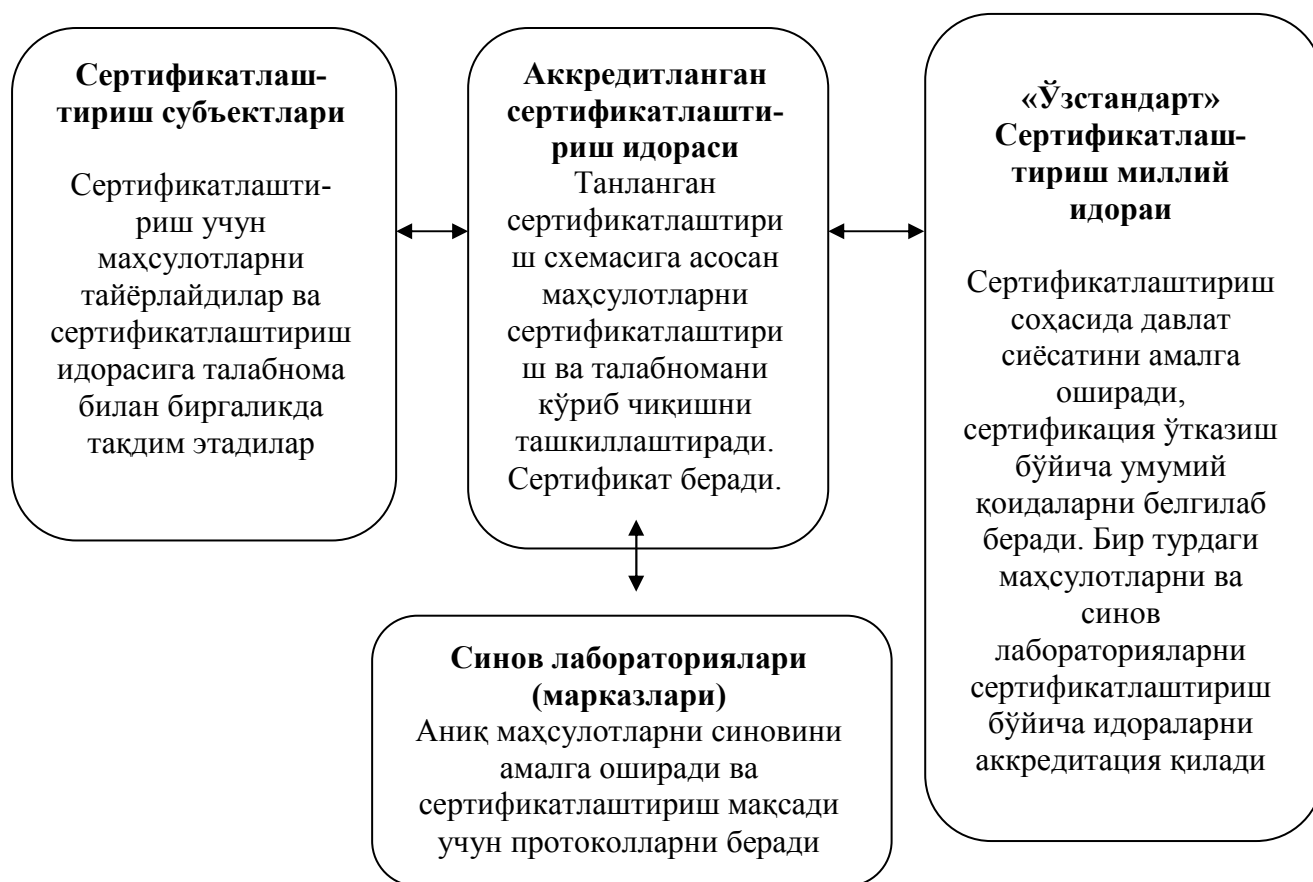 Сертификатлаш-
тириш субъектлари
Сертификатлашти-
риш учун
маҳсулотларни
тайёрлайдилар ва
сертификатлаштириш
идорасига талабнома
билан биргаликда
тақдим этадилар
Аккредитланган
сертификатлашти-
риш идораси
Танланган
сертификатлаштири
ш схемасига асосан
маҳсулотларни
сертификатлаштири
ш ва талабномани
кўриб чиқишни
ташкиллаштиради.
Сертификат беради.
«Ўзстандарт»
Сертификатлаш-
тириш миллий
идораи
Сертификатлаштириш
соҳасида давлат
сиёсатини амалга
оширади,
сертификация ўтказиш
бўйича умумий
қоидаларни белгилаб
беради. Бир турдаги
маҳсулотларни ва
синов
лабораторияларни
сертификатлаштириш
бўйича идораларни
аккредитация қилади
Синов лабораториялари
(марказлари)
Аниқ маҳсулотларни синовини
амалга оширади ва
сертификатлаштириш мақсади
учун протоколларни беради